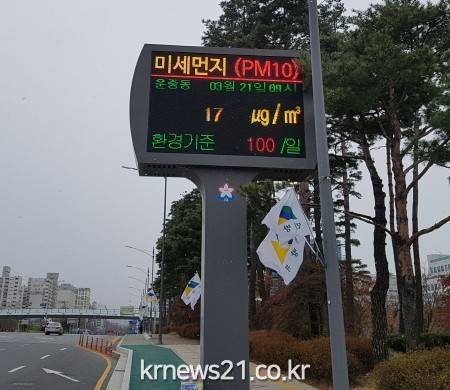 미세먼지 (PM10)
운중동 03월 21일 09시
17 μg/㎥
환경기준 100 /일
www.krnews21.co.kr